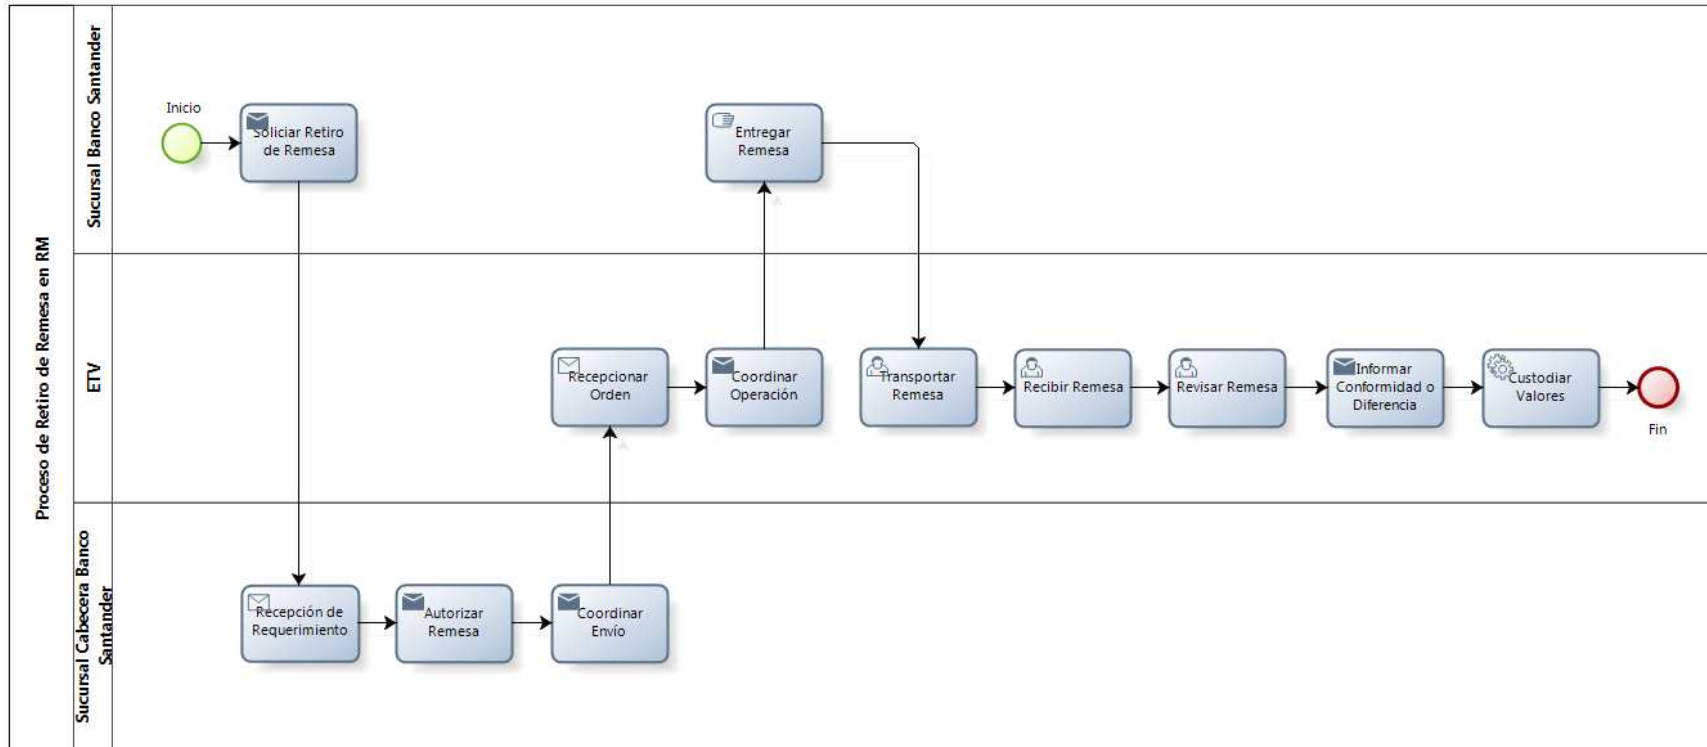 Proceso de Retiro de Remesa en RM
Sucursal Banco Santander
Inicio
Soliciar Retiro
de Remesa
Entregar
Remesa
ETV
Recepcionar
Orden
Coordinar
Operación
Transportar
Remesa
Recibir Remesa
Revisar Remesa
Informar
Conformidad o
Diferencia
Custodiar
Valores
Fin
Sucursal Cabecera Banco
Santander
Recepción de
Requerimiento
Autorizar
Remesa
Coordinar
Envío